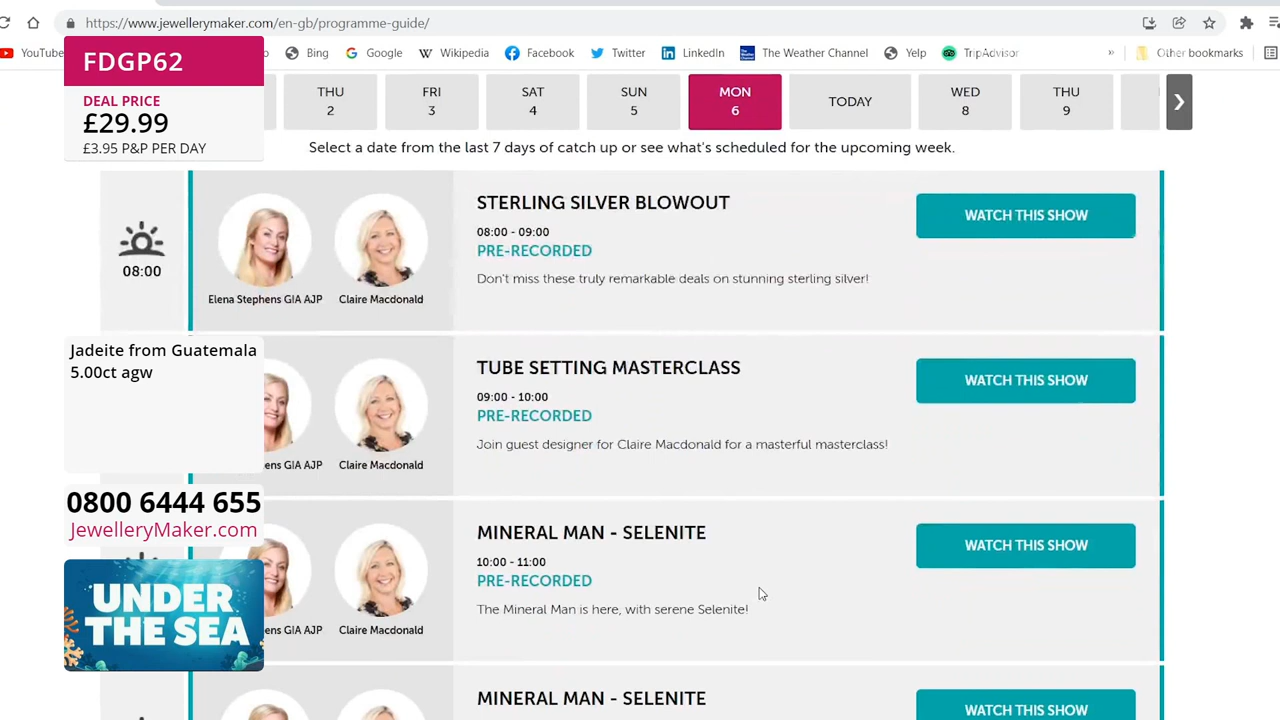 https://www.jewellerymaker.com/en-gb/programme-guide/
YouTube
Bing
Google
Wikipedia
Facebook
Twitter
LinkedIn
The Weather Channel
Yelp
TripAdvisor
»
Other bookmarks
FDGP62
DEAL PRICE
£29.99
£3.95 P&P PER DAY
THU
2
FRI
3
SAT
4
SUN
5
MON
6
TODAY
WED
8
THU
9
Select a date from the last 7 days of catch up or see what's scheduled for the upcoming week.
08:00
Elena Stephens GIA AJP
Claire Macdonald
STERLING SILVER BLOWOUT
08:00 - 09:00
PRE-RECORDED
Don't miss these truly remarkable deals on stunning sterling silver!
WATCH THIS SHOW
Jadeite from Guatemala
5.00ct agw
ens GIA AJP
Claire Macdonald
TUBE SETTING MASTERCLASS
09:00 - 10:00
PRE-RECORDED
Join guest designer for Claire Macdonald for a masterful masterclass!
WATCH THIS SHOW
0800 6444 655
JewelleryMaker.com
UNDER
THE SEA
ens GIA AJP
Claire Macdonald
MINERAL MAN - SELENITE
10:00 - 11:00
PRE-RECORDED
The Mineral Man is here, with serene Selenite!
WATCH THIS SHOW
MINERAL MAN - SELENITE
WATCH THIS SHOW